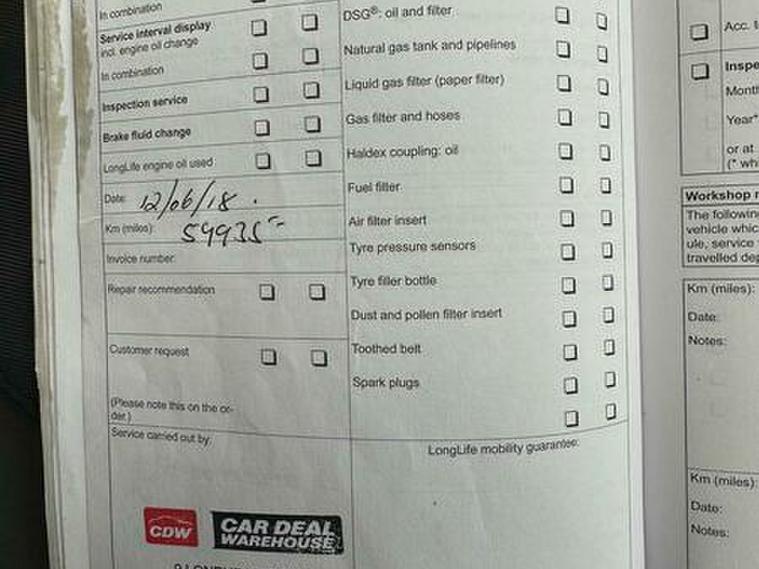 In combination
Service interval display
incl. engine oil change
In combination
Inspection service
Brake fluid change
LongLife engine oil used
Date: 12/06/18.
Km (miles): 59935
Invoice number:
Repair recommendation
Customer request
(Please note this on the or-
der.)
Service carried out by:
CDW
CAR DEAL
WAREHOUSE
DSG®: oil and filter
Natural gas tank and pipelines
Liquid gas filter (paper filter)
Gas filter and hoses
Haldex coupling: oil
Fuel filter
Air filter insert
Tyre pressure sensors
Tyre filler bottle
Dust and pollen filter insert
Toothed belt
Spark plugs
LongLife mobility guarantee:
Acc.
Inspe
Month
Year*
or at
(* wh
Workshop
The followin
vehicle whic
ule, service
travelled dep
Km (miles):
Date:
Notes:
Km (miles):
Date:
Notes: